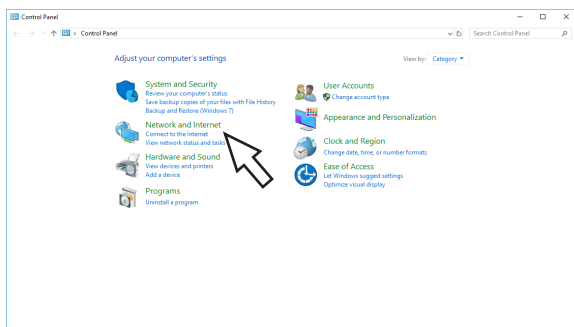 Control Panel
Control Panel
Search Control Panel
Adjust your computer's settings
View by: Category
System and Security
Review your computer's status
Save backup copies of your files with File History
Backup and Restore (Windows 7)
Network and Internet
Connect to the Internet
View network status and tasks
Hardware and Sound
View devices and printers
Add a device
Programs
Uninstall a program
User Accounts
Change account type
Appearance and Personalization
Clock and Region
Change date, time, or number formats
Ease of Access
Let Windows suggest settings
Optimize visual display